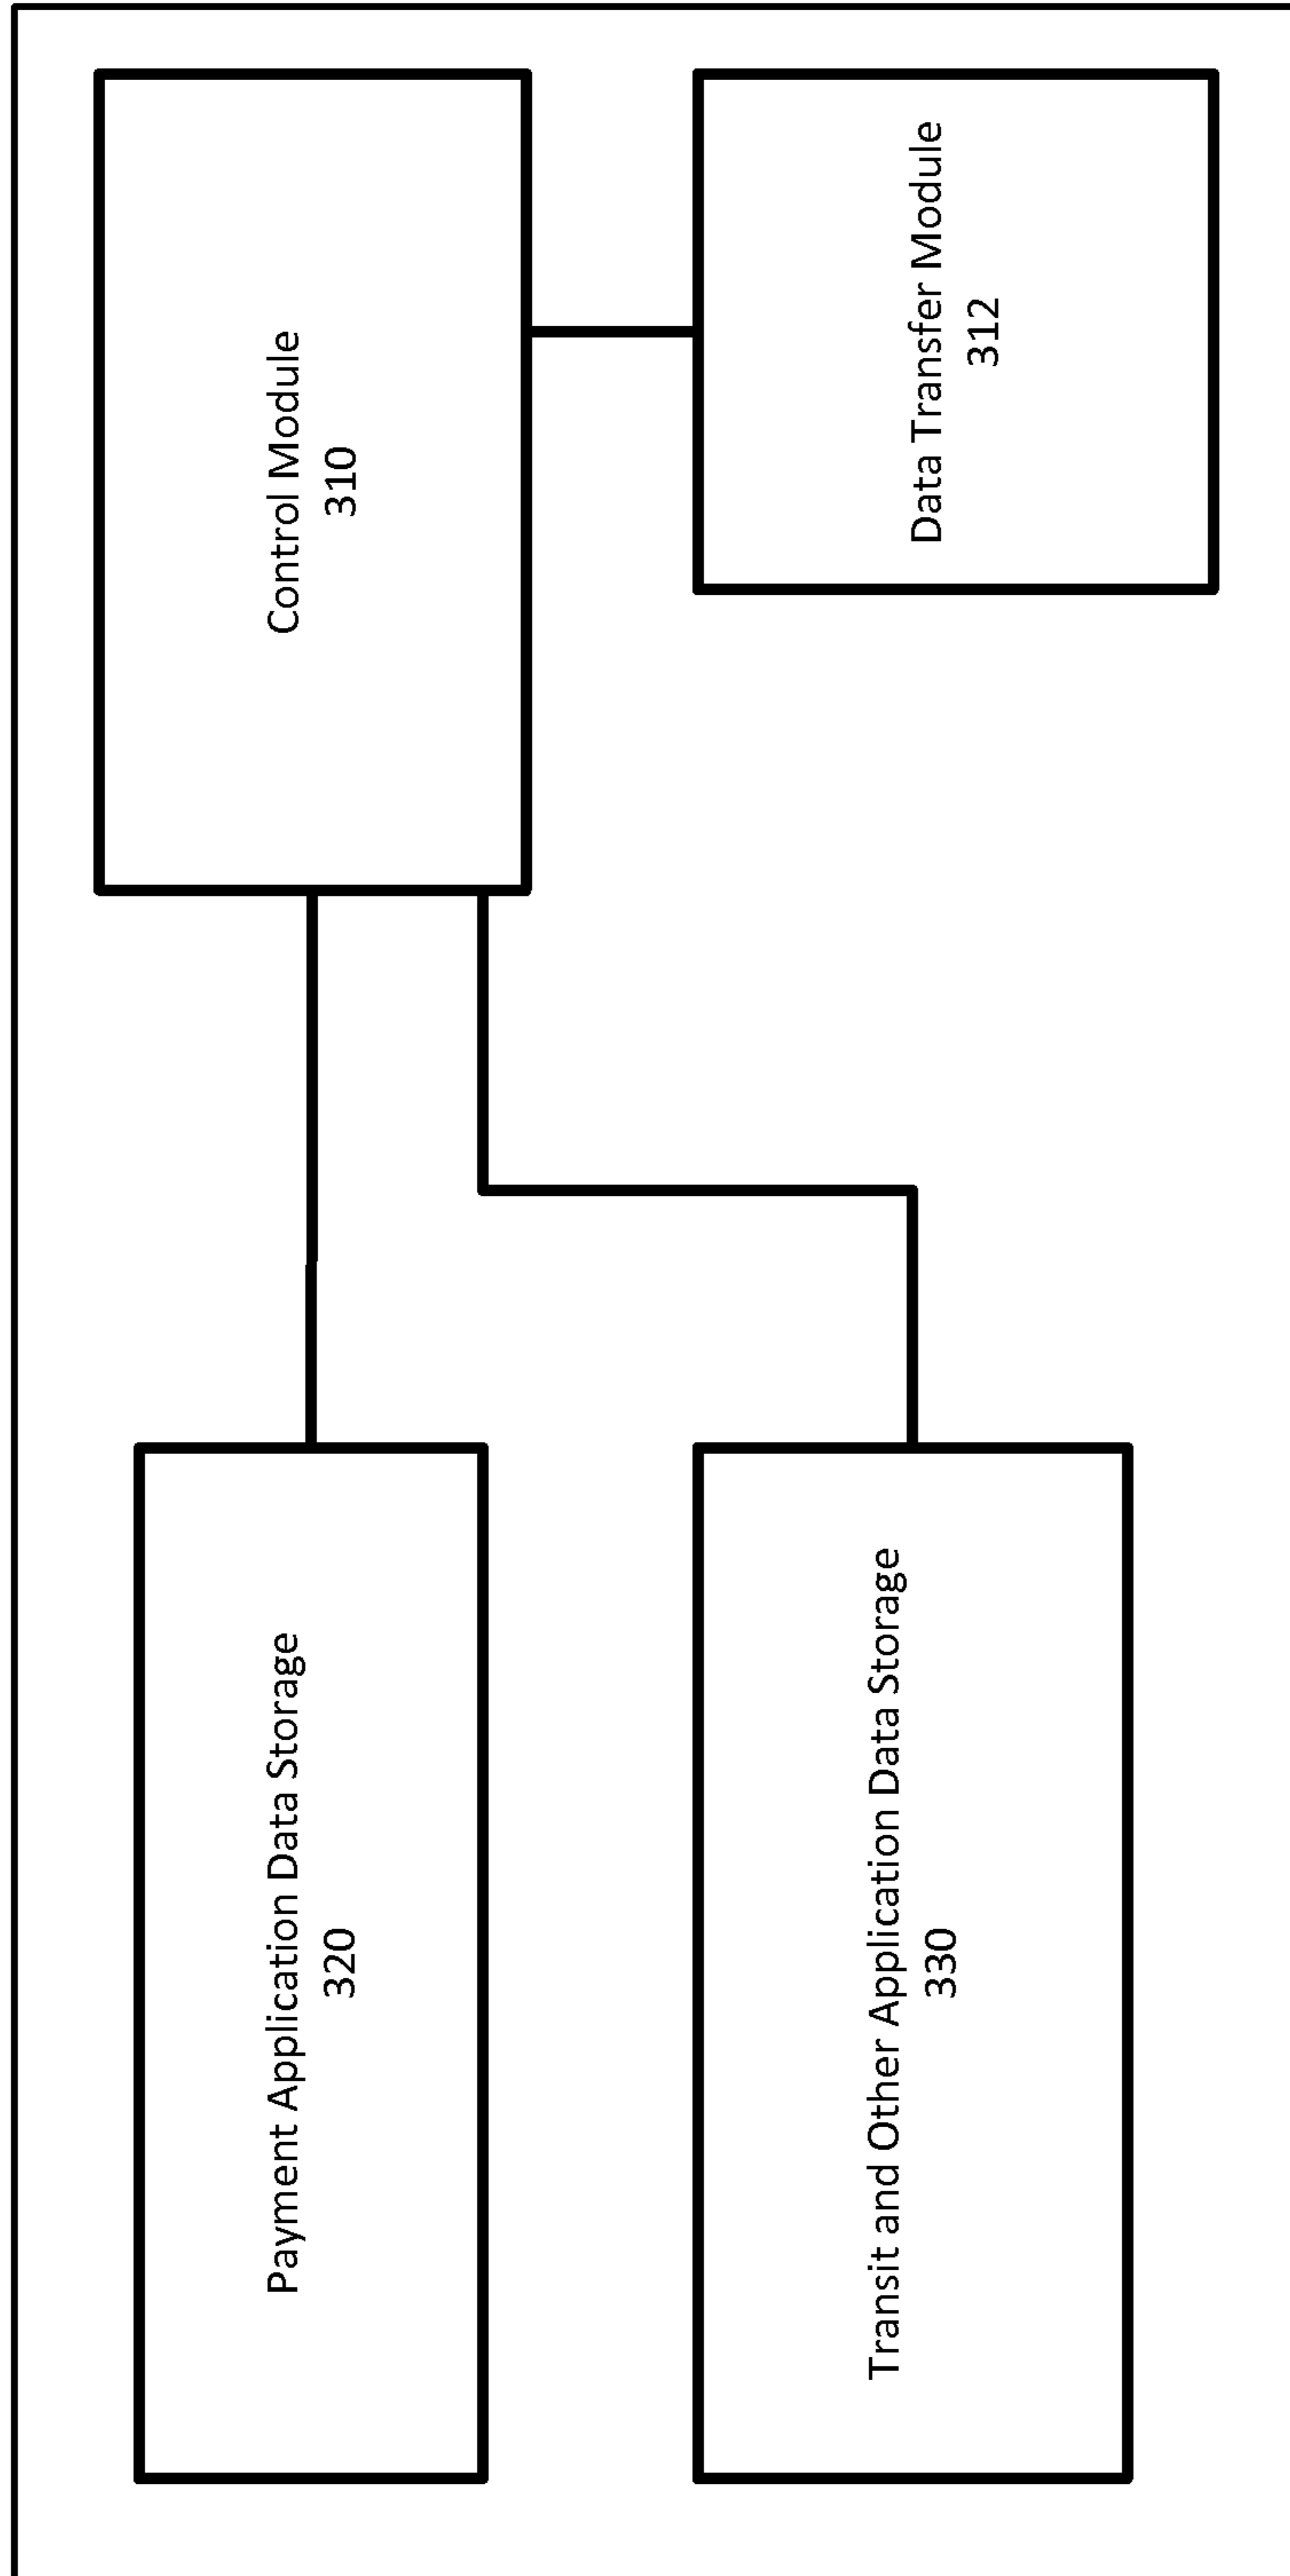 Payment Application Data Storage
320
Control Module
310
Transit and Other Application Data Storage
330
Data Transfer Module
312